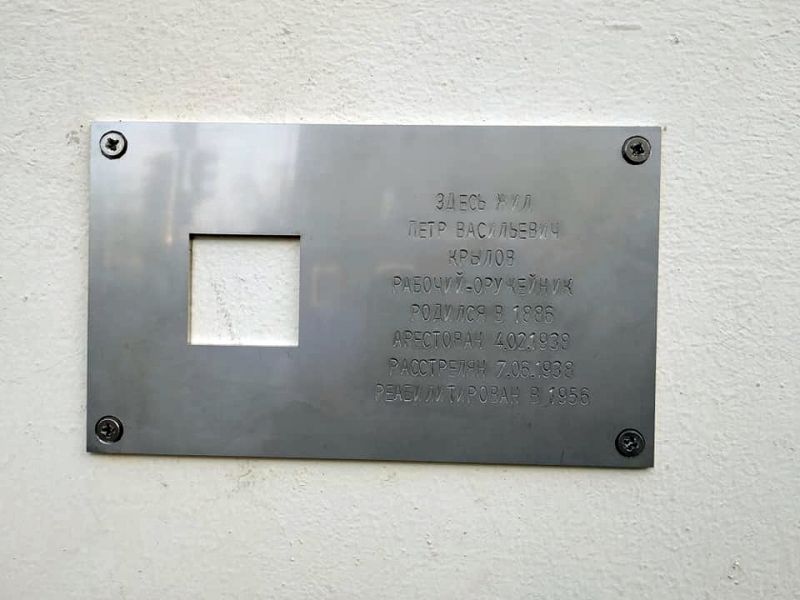 ЗДЕСЬ ЖИЛ
ПЕТР ВАСИЛЬЕВИЧ
КРЫЛОВ
РАБОЧИЙ-ОРУЖЕЙНИК
РОДИЛСЯ В 1886
АРЕСТОВАН 4.02.1938
РАССТРЕЛЯН 7.06.1938
РЕАБИЛИТИРОВАН В 1956